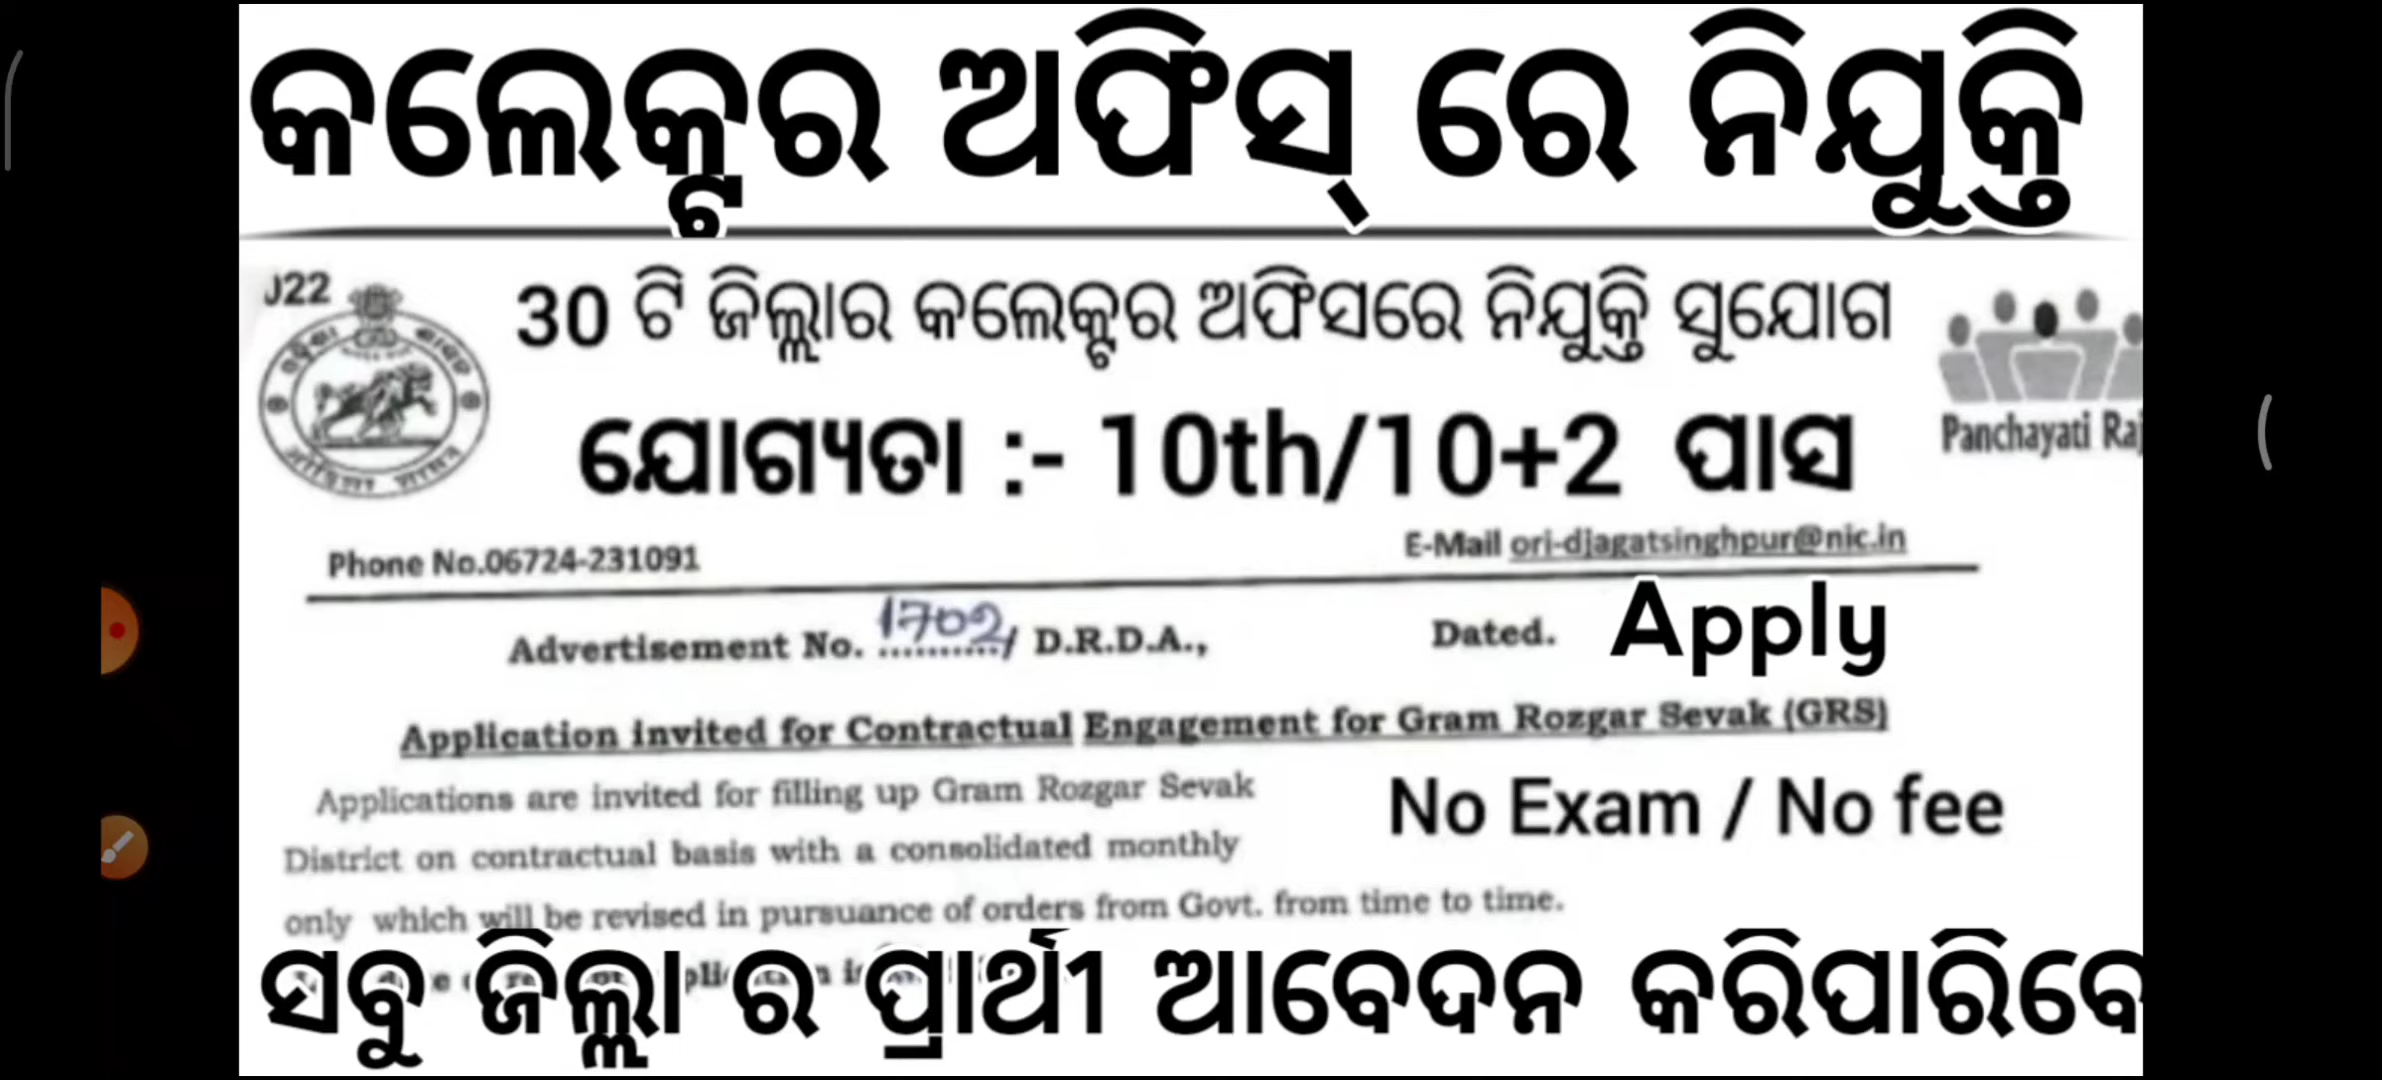 କଲେକ୍ଟର ଅଫିସ୍ ରେ ନିଯୁକ୍ତି
J22
30 ଟି ଜିଲ୍ଲାର କଲେକ୍ଟର ଅଫିସରେ ନିଯୁକ୍ତି ସୁଯୋଗ
ଯୋଗ୍ୟତା :- 10th/10+2 ପାସ
Panchayati Raj
Phone No.06724-231091
E-Mail ori-djagatsinghpur@nic.in
Advertisement No. 1702/ D.R.D.A.,
Dated. Apply
Application invited for Contractual Engagement for Gram Rozgar Sevak (GRS)
Applications are invited for filling up Gram Rozgar Sevak
No Exam / No fee
District on contractual basis with a consolidated monthly
only which will be revised in pursuance of orders from Govt. from time to time.
ସବୁ ଜିଲ୍ଲା ର ପ୍ରାର୍ଥୀ ଆବେଦନ କରିପାରିବେ